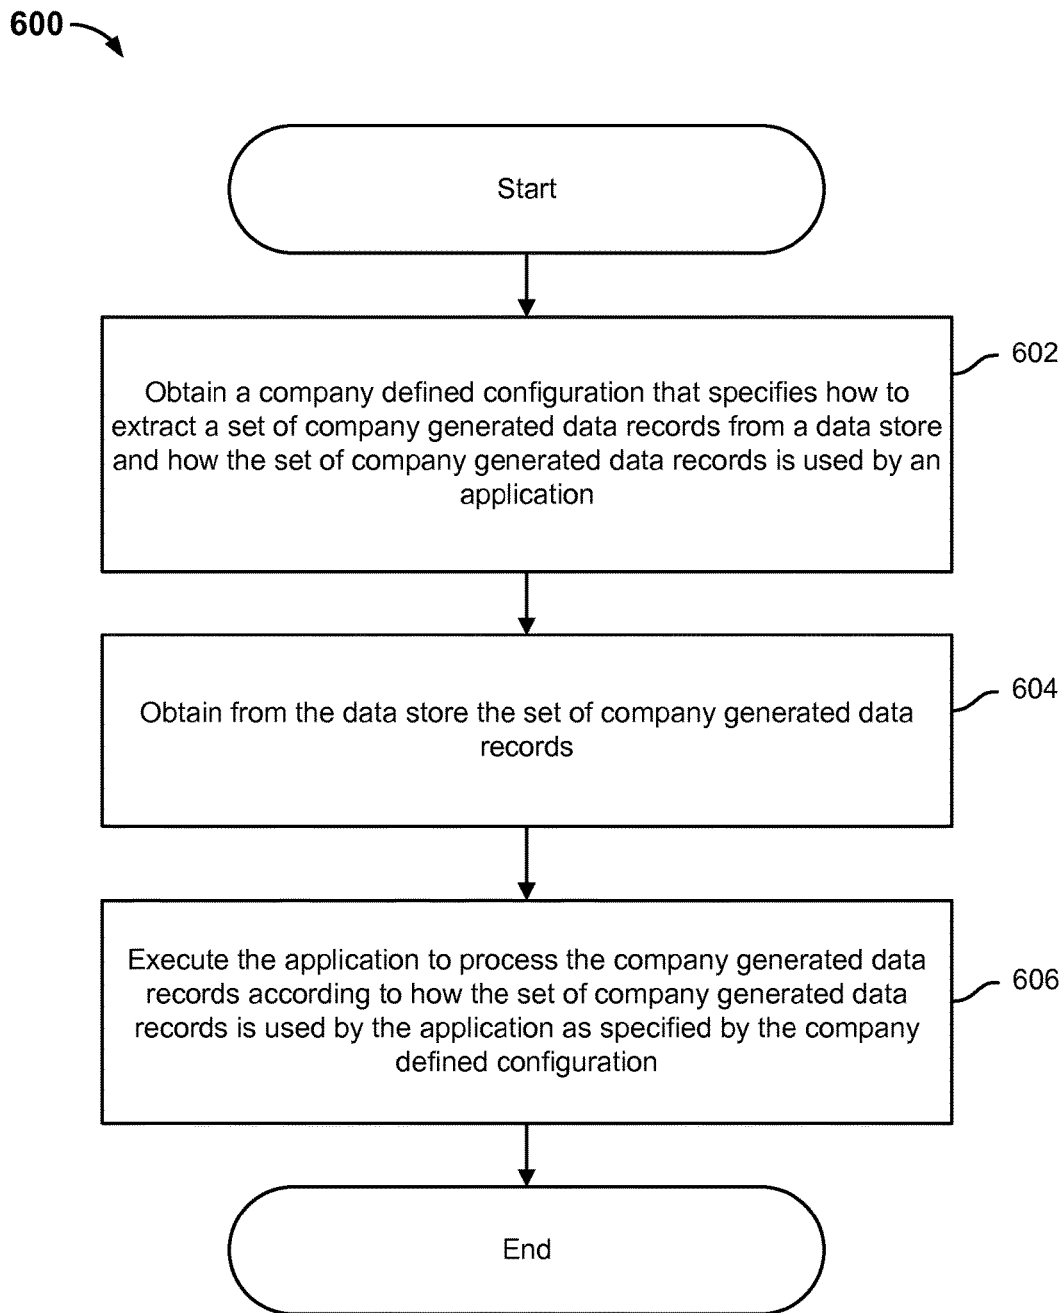 600
Start
Obtain a company defined configuration that specifies how to
extract a set of company generated data records from a data store
and how the set of company generated data records is used by an
application
602
Obtain from the data store the set of company generated data
records
604
Execute the application to process the company generated data
records according to how the set of company generated data
records is used by the application as specified by the company
defined configuration
606
End